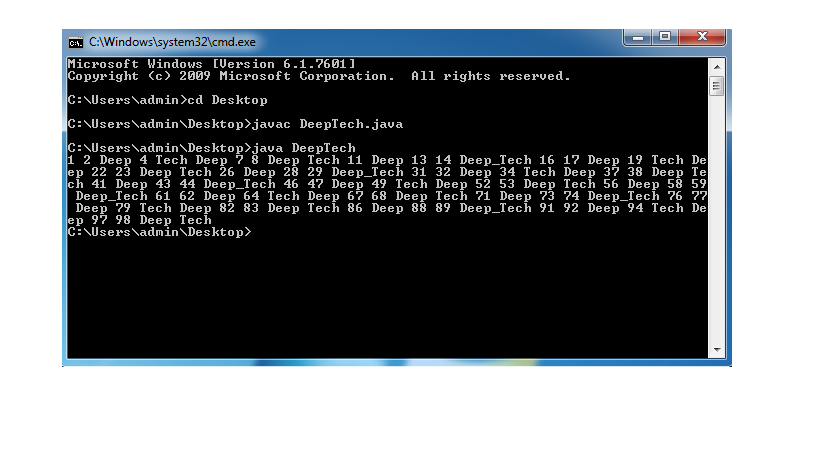 C:\Windows\system32\cmd.exe
Microsoft Windows [Version 6.1.7601]
Copyright (c) 2009 Microsoft Corporation.  All rights reserved.
C:\Users\admin>cd Desktop
C:\Users\admin\Desktop>javac DeepTech.java
C:\Users\admin\Desktop>java DeepTech
1 2 Deep 4 Tech Deep 7 8 Deep Tech 11 Deep 13 14 Deep_Tech 16 17 Deep 19 Tech De
ep 22 23 Deep Tech 26 Deep 28 29 Deep_Tech 31 32 Deep 34 Tech Deep 37 38 Deep Te
ch 41 Deep 43 44 Deep_Tech 46 47 Deep 49 Tech Deep 52 53 Deep Tech 56 Deep 58 59
 Deep_Tech 61 62 Deep 64 Tech Deep 67 68 Deep Tech 71 Deep 73 74 Deep_Tech 76 77
 Deep 79 Tech Deep 82 83 Deep Tech 86 Deep 88 89 Deep_Tech 91 92 Deep 94 Tech De
ep 97 98 Deep Tech
C:\Users\admin\Desktop>